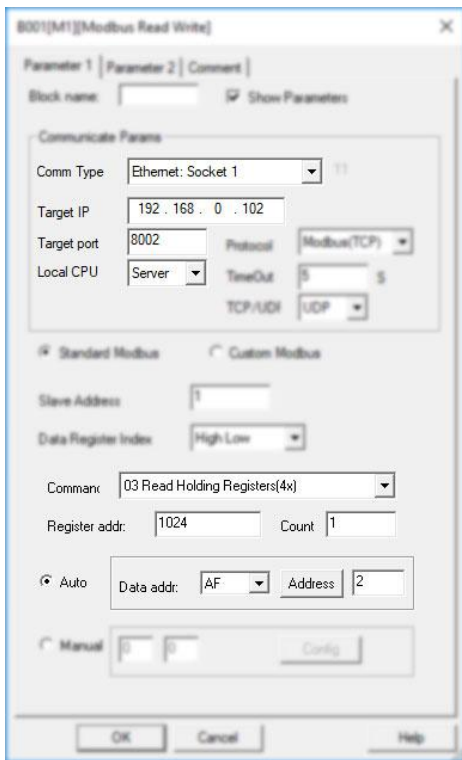 B001[M1][Modbus Read Write]
Parameter 1 Parameter 2 Comment
Block name: Show Parameters
Communicate Params
Comm Type Ethernet: Socket 1 11
Target IP 192 . 168 . 0 . 102
Target port 8002 Protocol Modbus(TCP)
Local CPU Server TimeOut 5 S
TCP/UDF UDP
Standard Modbus Custom Modbus
Slave Address 1
Data Register Index High Low
Command 03 Read Holding Registers(4x)
Register addr: 1024 Count 1
Auto Data addr: AF Address 2
Manual 0 0 Config
OK Cancel Help